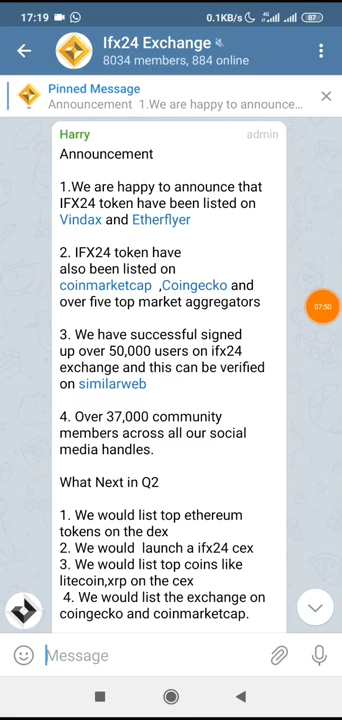 17:19
0.1KB/s
4G
87
Ifx24 Exchange
8034 members, 884 online
Pinned Message
Announcement 1.We are happy to announce...
Harry
admin
Announcement
1.We are happy to announce that
IFX24 token have been listed on
Vindax and Etherflyer
2. IFX24 token have
also been listed on
coinmarketcap ,Coingecko and
over five top market aggregators
07:50
3. We have successful signed
up over 50,000 users on ifx24
exchange and this can be verified
on similarweb
4. Over 37,000 community
members across all our social
media handles.
What Next in Q2
1. We would list top ethereum
tokens on the dex
2. We would launch a ifx24 cex
3. We would list top coins like
litecoin,xrp on the cex
4. We would list the exchange on
coingecko and coinmarketcap.
Message